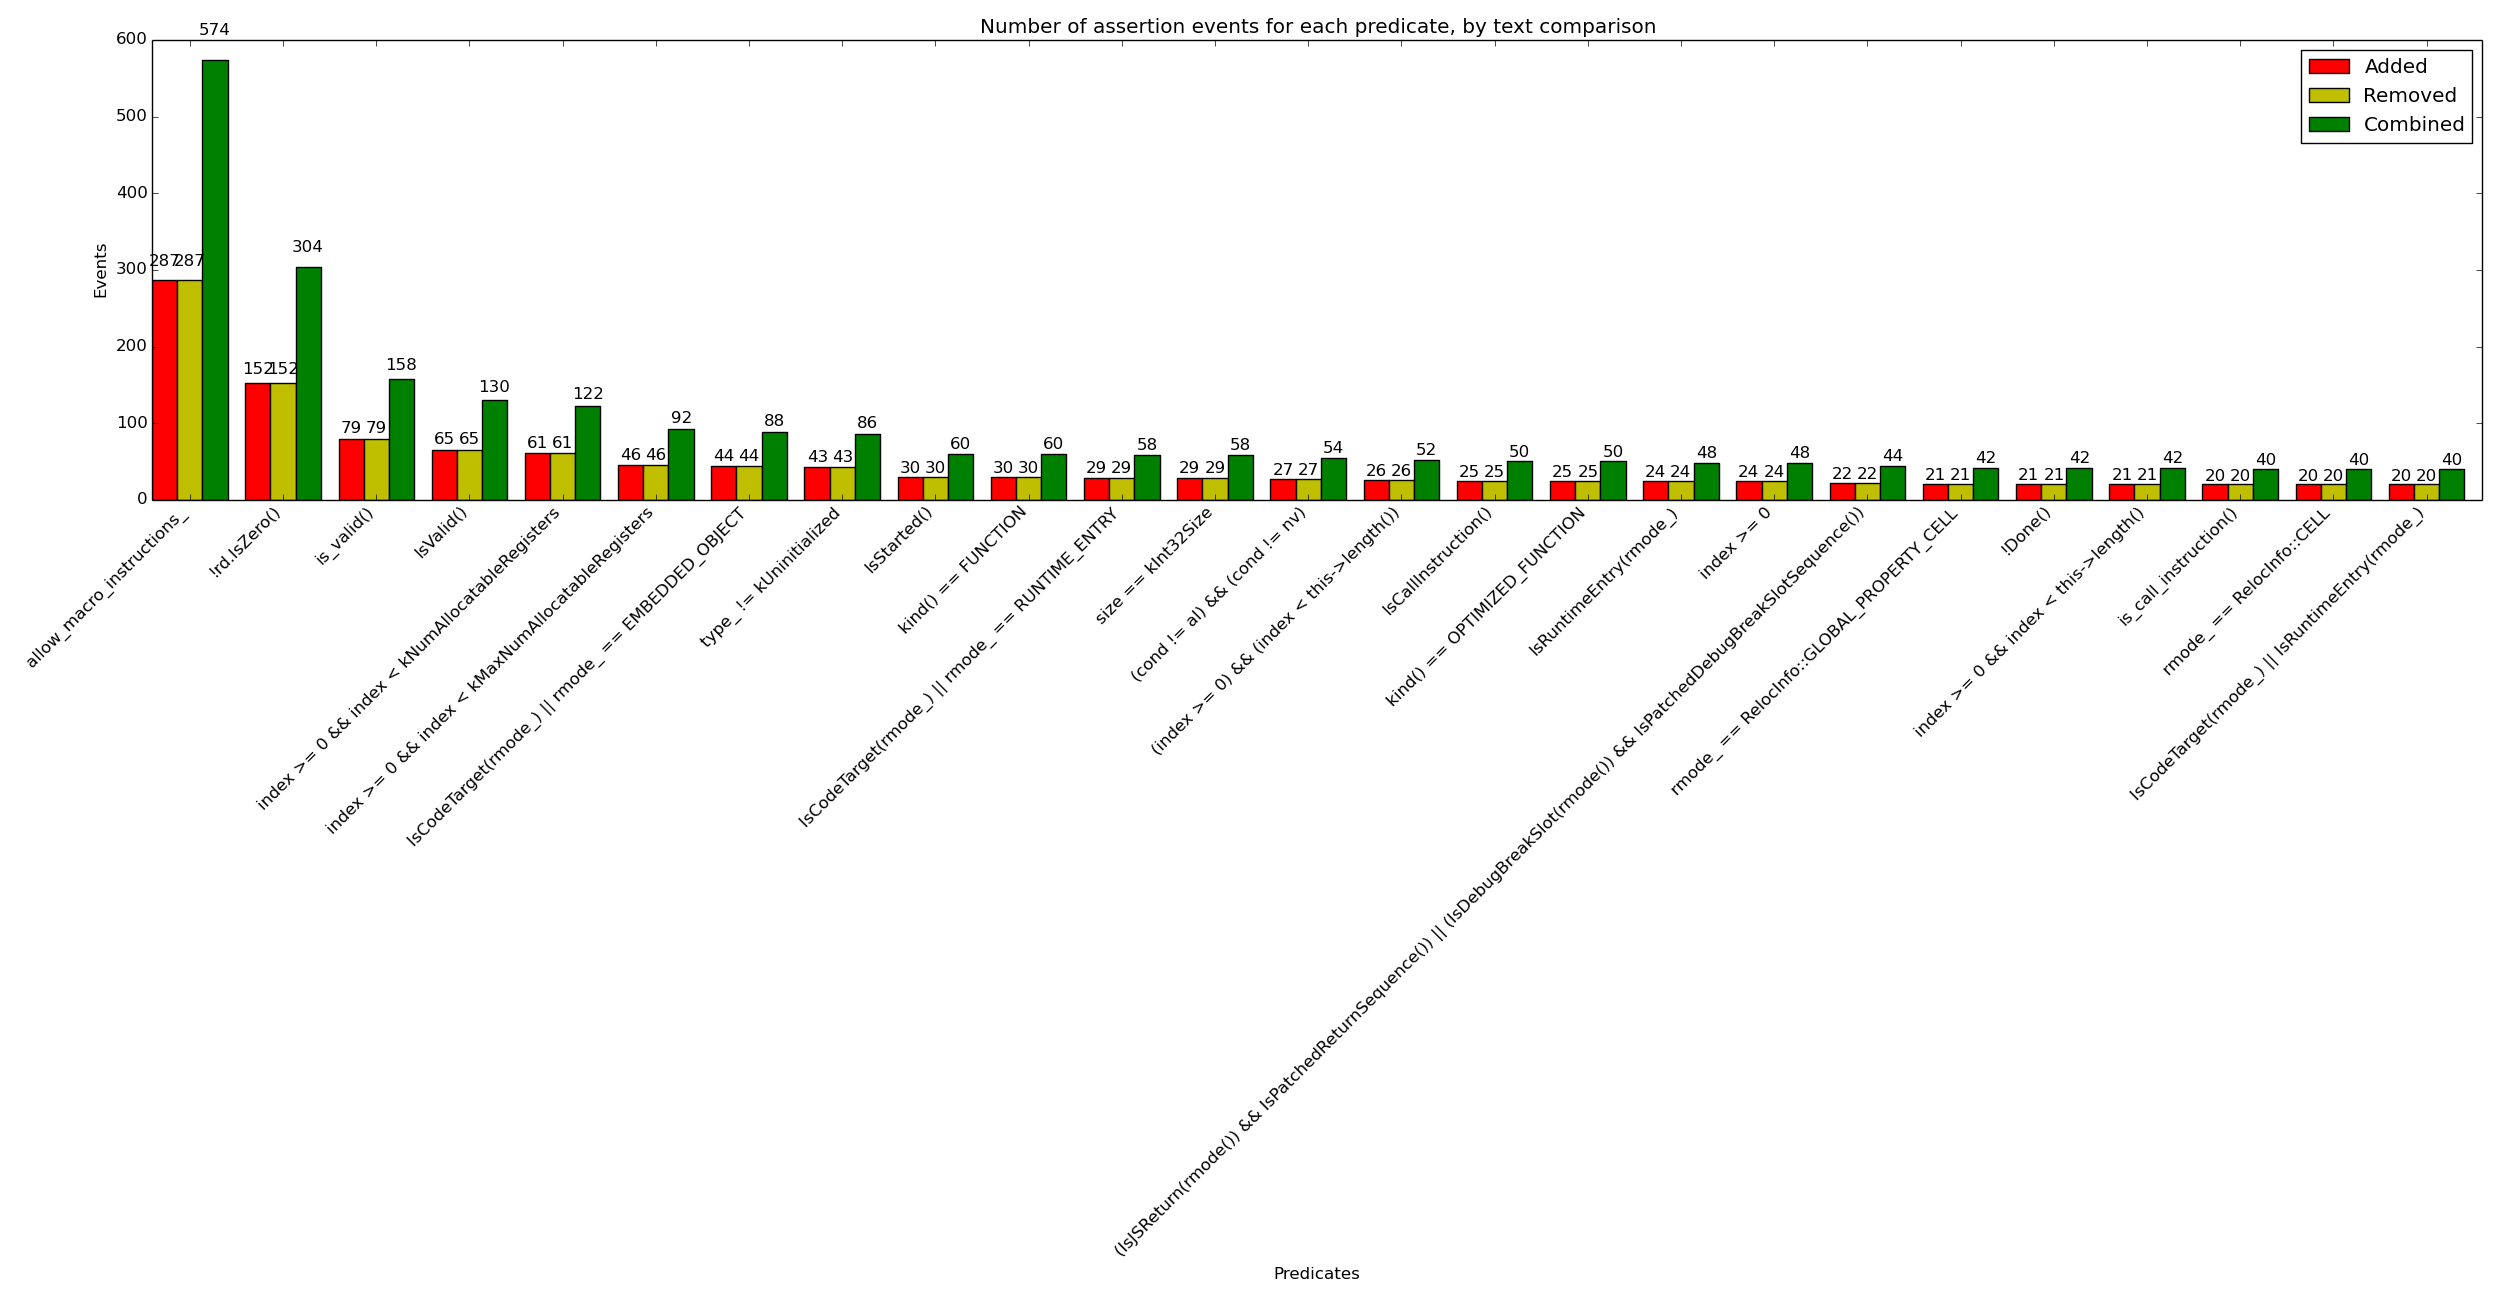 Number of assertion events for each predicate, by text comparison
Added
Removed
Combined
Events
600
500
400
300
200
100
0
287 287 574
152 152 304
79 79 158
65 65 130
61 61 122
46 46 92
44 44 88
43 43 86
30 30 60
30 30 60
29 29 58
29 29 58
27 27 54
26 26 52
25 25 50
25 25 50
24 24 48
24 24 48
22 22 44
21 21 42
21 21 42
21 21 42
20 20 40
20 20 40
20 20 40
allow_macro_instructions_
!rd.IsZero()
is_valid()
IsValid()
index >= 0 && index < kNumAllocatableRegisters
index >= 0 && index < kMaxNumAllocatableRegisters
IsCodeTarget(rmode_) || rmode_ == EMBEDDED_OBJECT
type_ != kUninitialized
IsStarted()
kind() == FUNCTION
IsCodeTarget(rmode_) || rmode_ == RUNTIME_ENTRY
size == kInt32Size
(cond != al) && (cond != nv)
(index >= 0) && (index < this->length())
IsCallInstruction()
kind() == OPTIMIZED_FUNCTION
IsRuntimeEntry(rmode_)
index >= 0
(IsJSReturn(rmode()) && IsPatchedReturnSequence()) || (IsDebugBreakSlot(rmode()) && IsPatchedDebugBreakSlotSequence())
rmode_ == RelocInfo::GLOBAL_PROPERTY_CELL
!Done()
index >= 0 && index < this->length()
is_call_instruction()
rmode_ == RelocInfo::CELL
IsCodeTarget(rmode_) || IsRuntimeEntry(rmode_)
Predicates